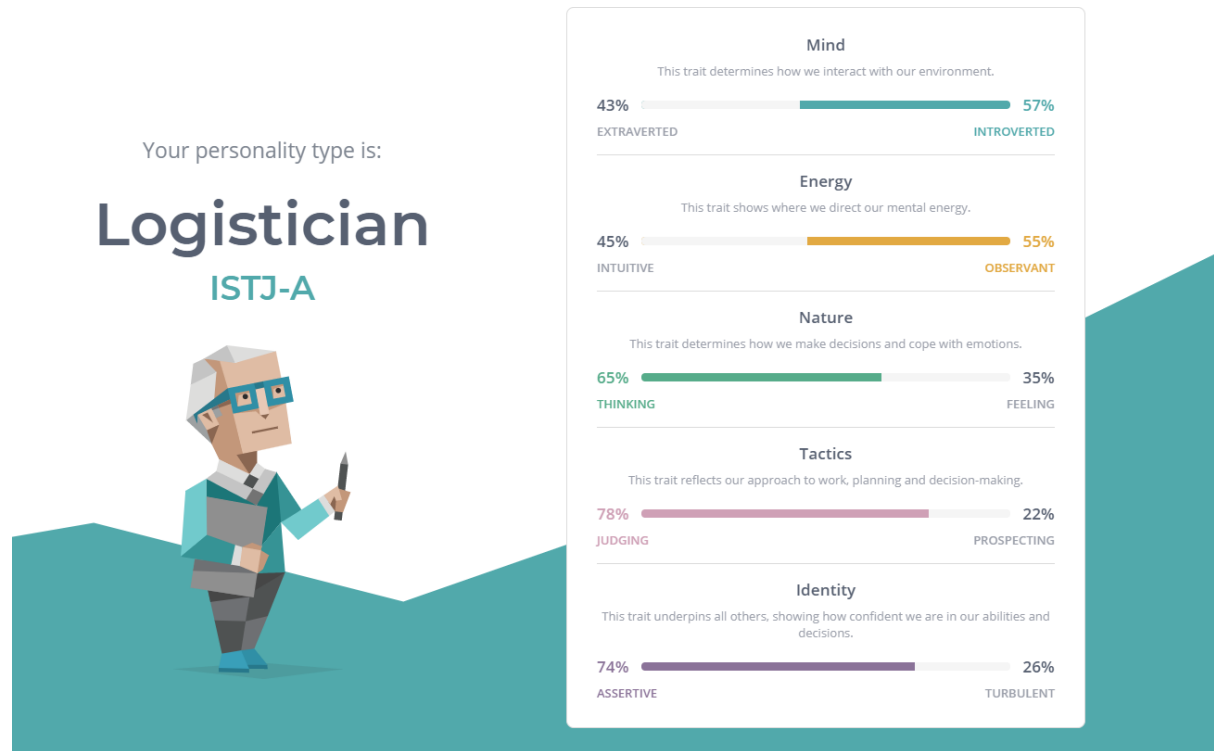 Your personality type is:
Logistician
ISTJ-A
Mind
This trait determines how we interact with our environment.
43% 57%
EXTRAVERTED INTROVERTED
Energy
This trait shows where we direct our mental energy.
45% 55%
INTUITIVE OBSERVANT
Nature
This trait determines how we make decisions and cope with emotions.
65% 35%
THINKING FEELING
Tactics
This trait reflects our approach to work, planning and decision-making.
78% 22%
JUDGING PROSPECTING
Identity
This trait underpins all others, showing how confident we are in our abilities and
decisions.
74% 26%
ASSERTIVE TURBULENT